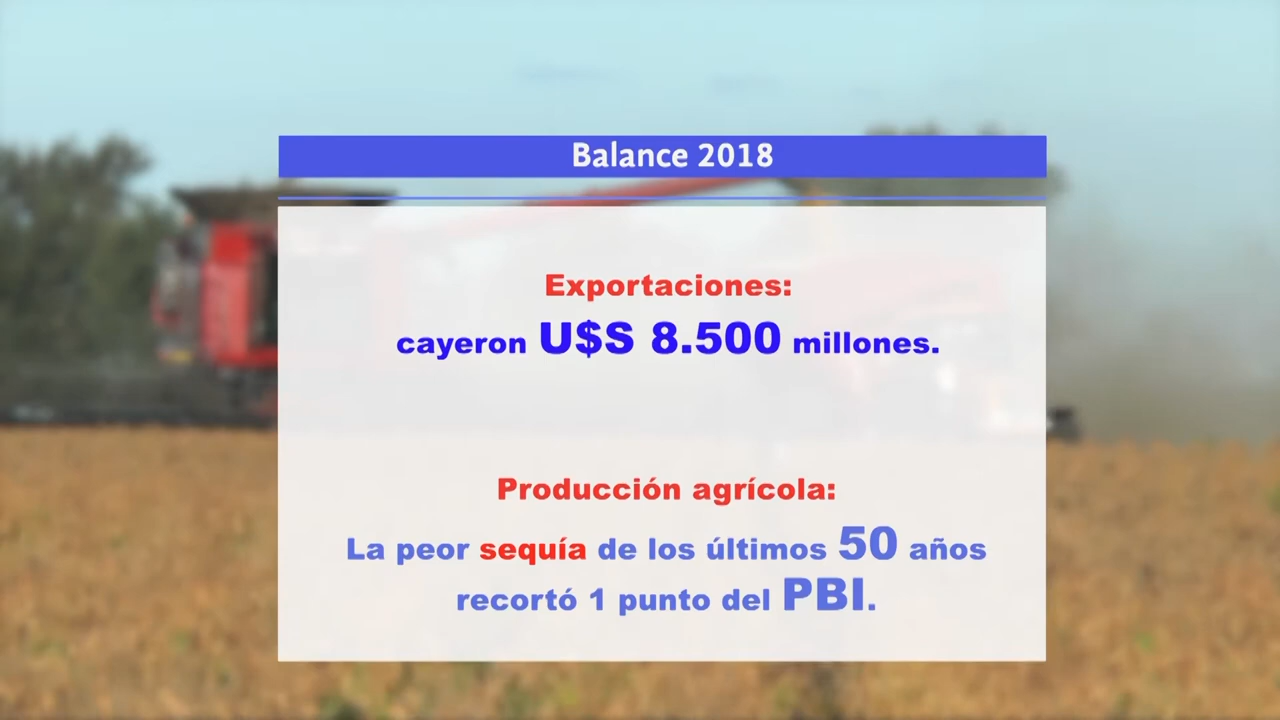 Balance 2018
Exportaciones:
cayeron U$S 8.500 millones.
Producción agrícola:
La peor sequía de los últimos 50 años
recortó 1 punto del PBI.